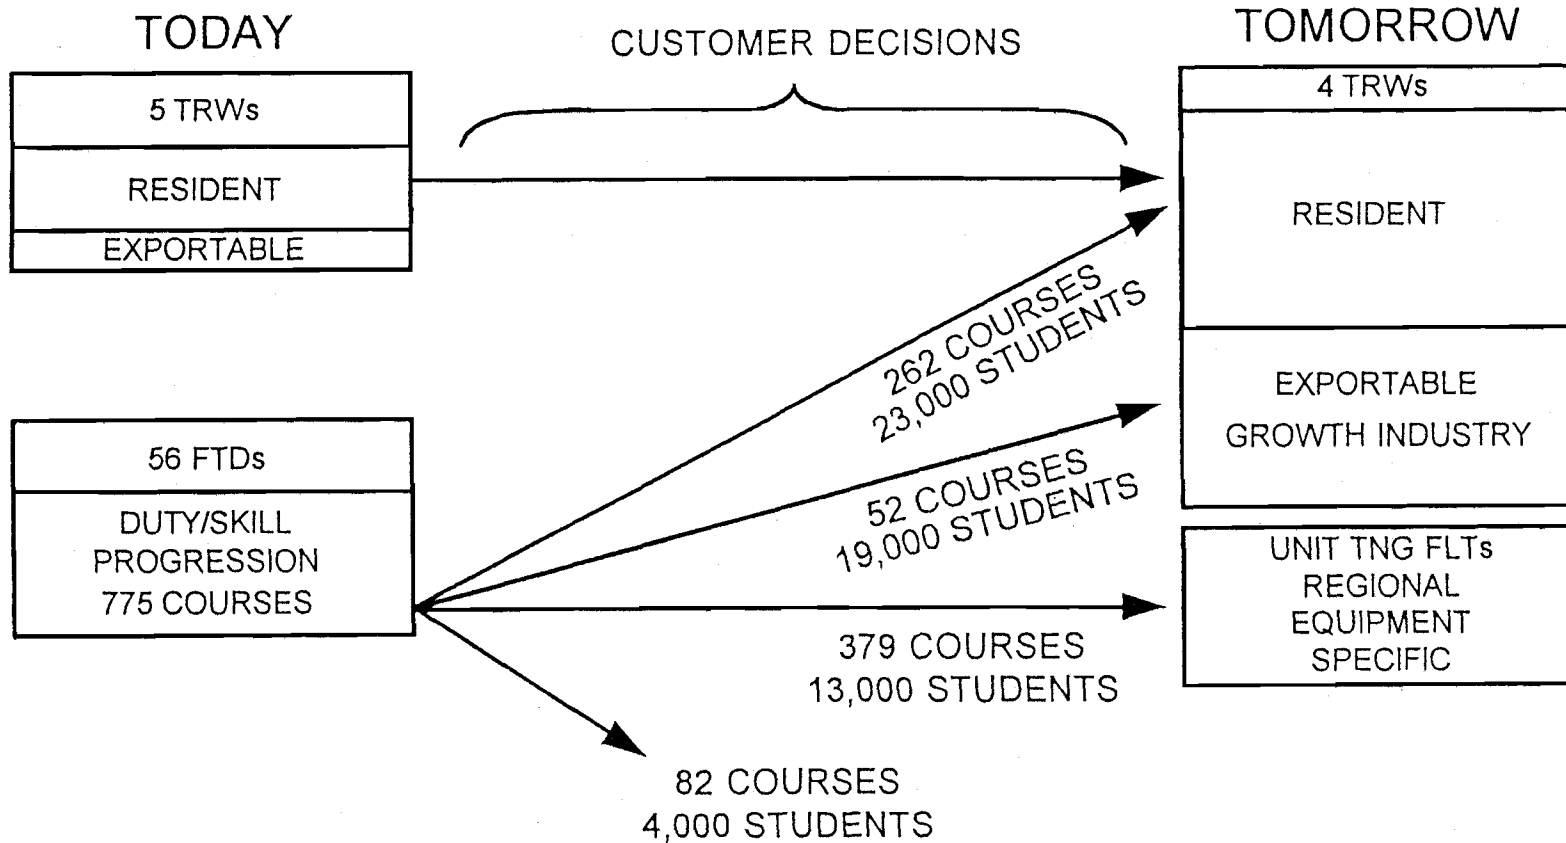 TODAY
CUSTOMER DECISIONS
TOMORROW
5 TRWs
RESIDENT
EXPORTABLE
4 TRWs
RESIDENT
EXPORTABLE
GROWTH INDUSTRY
262 COURSES
23,000 STUDENTS
56 FTDs
DUTY/SKILL
PROGRESSION
775 COURSES
52 COURSES
19,000 STUDENTS
UNIT TNG FLTs
REGIONAL
EQUIPMENT
SPECIFIC
379 COURSES
13,000 STUDENTS
82 COURSES
4,000 STUDENTS